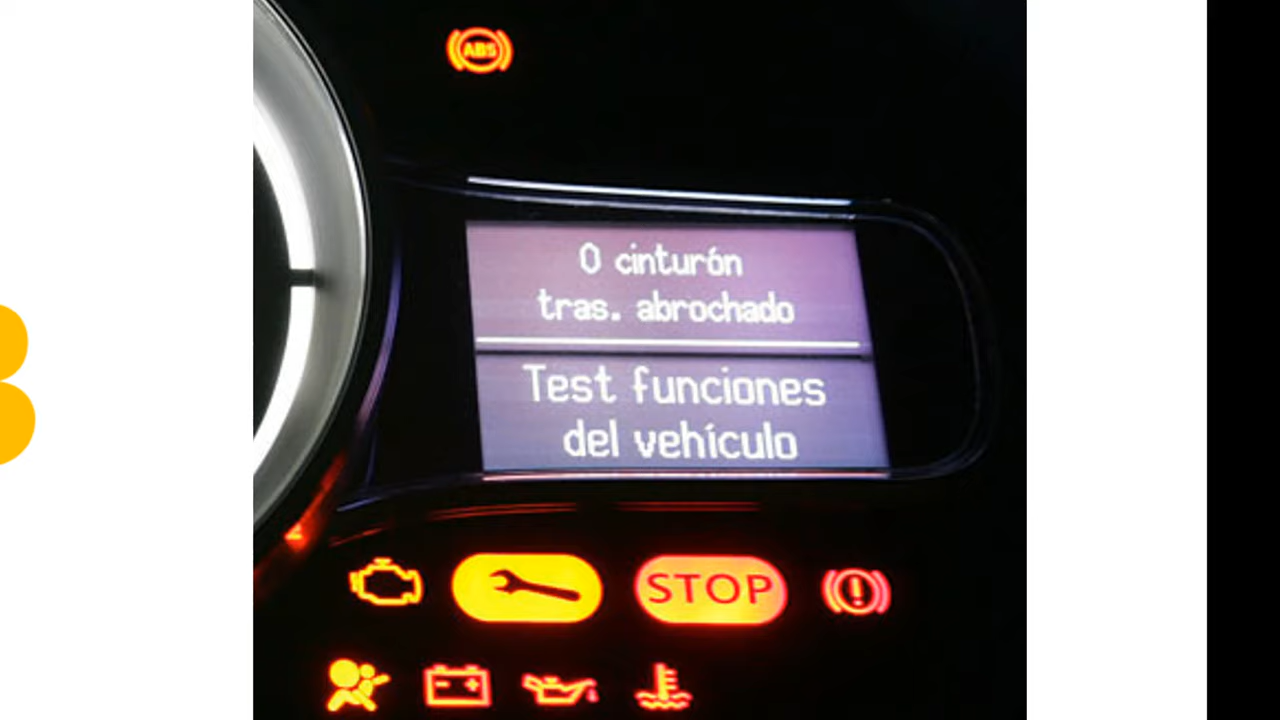 ABS
0 cinturón
tras. abrochado
Test funciones
del vehículo
STOP